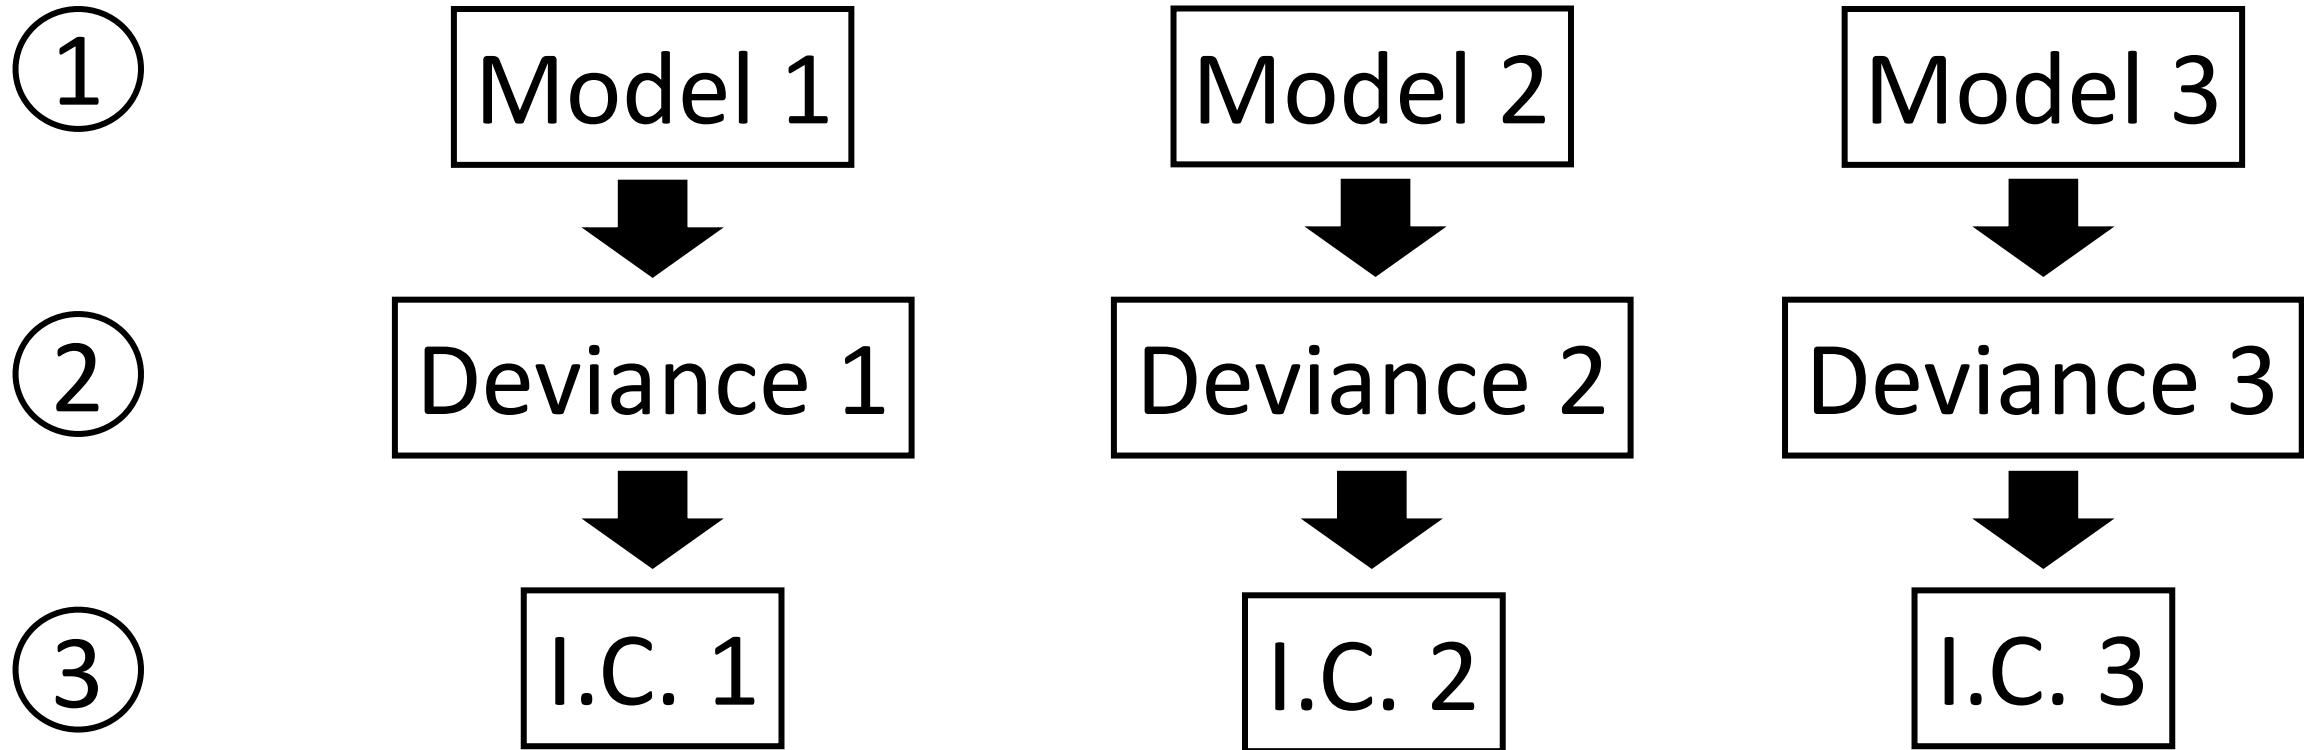 1 Model 1 Model 2 Model 3
2 Deviance 1 Deviance 2 Deviance 3
3 I.C. 1 I.C. 2 I.C. 3